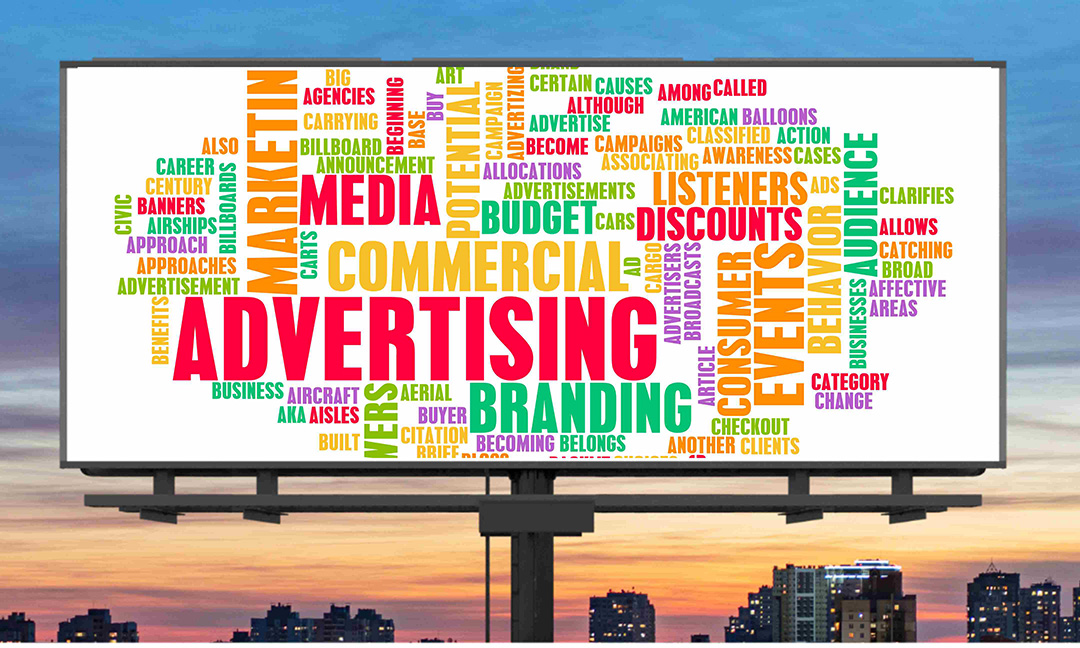 BIG
AGENCIES
CARRYING
BEGINNING
BASE
BUY
ART
POTENTIAL
CAMPAIGN
ADVERTIZING
CERTAIN
CAUSES
ALTHOUGH
AMONG
CALLED
ADVERTISE
AMERICAN
BALLOONS
BECOME
CAMPAIGNS
CLASSIFIED
ACTION
ASSOCIATING
AWARENESS
CASES
ALSO
MARKETIN
BILLBOARD
ANNOUNCEMENT
ALLOCATIONS
CAREER
CENTURY
BILLBOARDS
MEDIA
ADVERTISEMENTS
LISTENERS
ADS
AUDIENCE
CLARIFIES
CIVIC
BANNERS
AIRSHIPS
BUDGET
CARS
DISCOUNTS
ALLOWS
APPROACH
CARTS
COMMERCIAL
AD
CARGO
ADVERTISERS
BROADCASTS
CONSUMER
EVENTS
BEHAVIOR
CATCHING
APPROACHES
BROAD
ADVERTISEMENT
BUSINESSES
AFFECTIVE
AREAS
BENEFITS
ADVERTISING
ARTICLE
BUSINESS
AIRCRAFT
VERS
AERIAL
BRANDING
CATEGORY
CHANGE
AKA
AISLES
BUYER
CHECKOUT
BUILT
CITATION
BECOMING
BELONGS
ANOTHER
CLIENTS
BRIEF